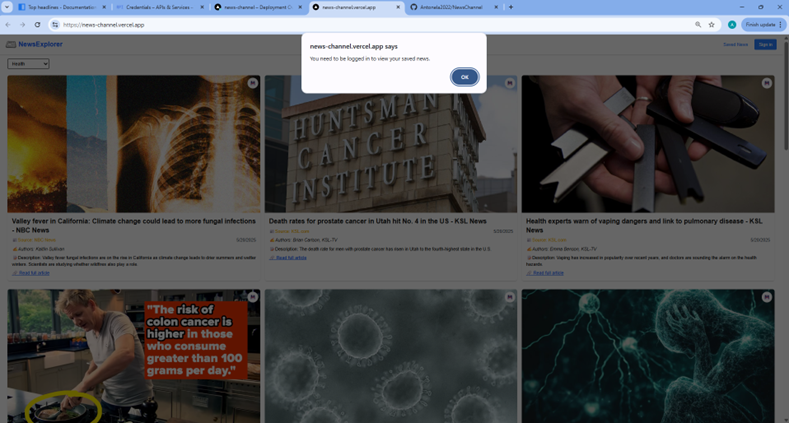 Top headlines - Documentation
Credentials – APIs & Services –
news-channel – Deployment O
news-channel.vercel.app
Antonela2022/NewsChannel
https://news-channel.vercel.app
A
Finish update
NewsExplorer
Saved News
Sign In
news-channel.vercel.app says
You need to be logged in to view your saved news.
OK
Health
HUNTSMAN
CANCER
INSTITUTE
Valley fever in California: Climate change could lead to more fungal infections
- NBC News
Source: NBC News
5/29/2025
Authors: Kaitlin Sullivan
Description: Valley fever fungal infections are on the rise in California as climate change leads to drier summers and wetter
winters. Scientists are studying whether wildfires also play a role.
Read full article
Death rates for prostate cancer in Utah hit No. 4 in the US - KSL News
Source: KSL.com
5/29/2025
Authors: Brian Carlson, KSL-TV
Description: The death rate for men with prostate cancer has risen in Utah to the fourth-highest state in the U.S.
Read full article
Health experts warn of vaping dangers and link to pulmonary disease - KSL
News
Source: KSL.com
5/29/2025
Authors: Emma Benson, KSL-TV
Description: Vaping has increased in popularity over recent years, and doctors are sounding the alarm on the health
hazards.
Read full article
"The risk of
colon cancer is
higher in those
who consume
greater than 100
grams per day."